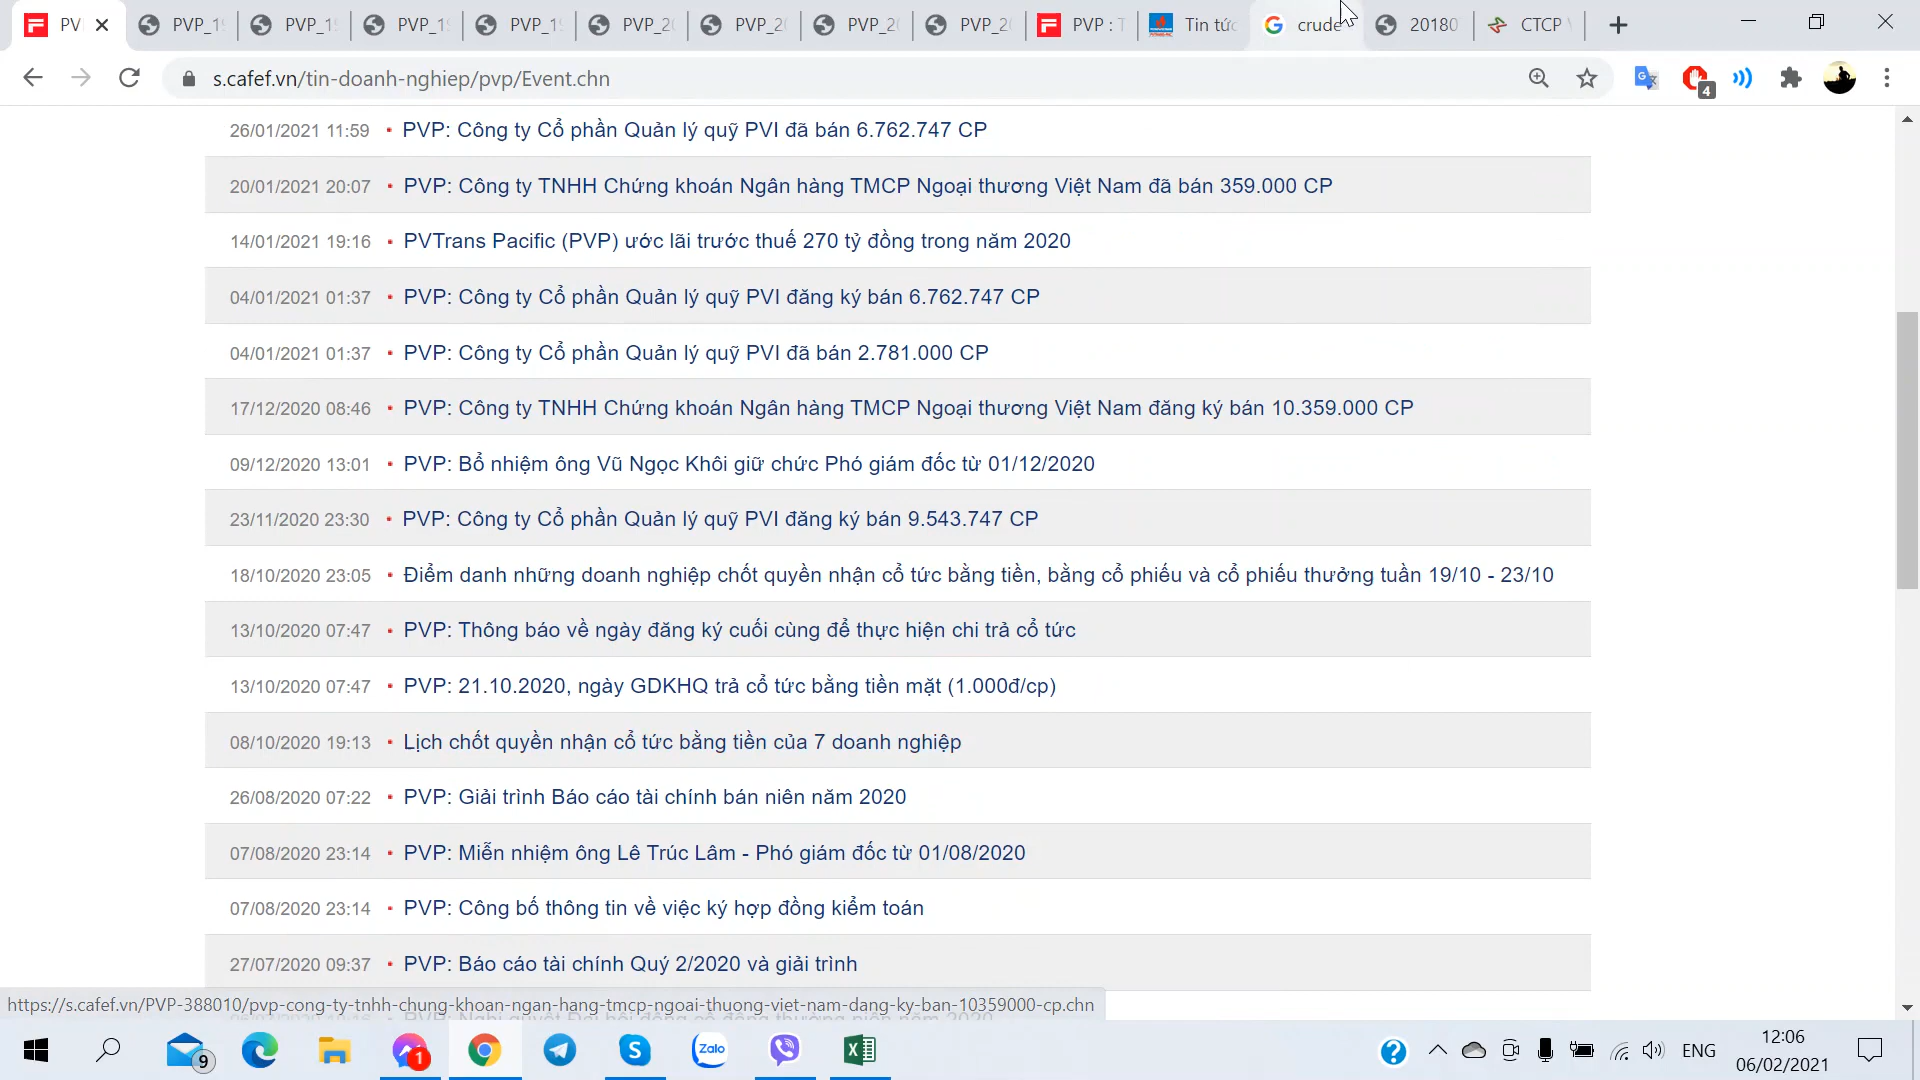 PV
PVP_19
PVP_19
PVP_19
PVP_19
PVP_20
PVP_20
PVP_20
PVP_20
PVP : T
Tin tức
crude
20180
CTCP
s.cafef.vn/tin-doanh-nghiep/pvp/Event.chn
4
26/01/2021 11:59 PVP: Công ty Cổ phần Quản lý quỹ PVI đã bán 6.762.747 CP
20/01/2021 20:07 PVP: Công ty TNHH Chứng khoán Ngân hàng TMCP Ngoại thương Việt Nam đã bán 359.000 CP
14/01/2021 19:16 PVTrans Pacific (PVP) ước lãi trước thuế 270 tỷ đồng trong năm 2020
04/01/2021 01:37 PVP: Công ty Cổ phần Quản lý quỹ PVI đăng ký bán 6.762.747 CP
04/01/2021 01:37 PVP: Công ty Cổ phần Quản lý quỹ PVI đã bán 2.781.000 CP
17/12/2020 08:46 PVP: Công ty TNHH Chứng khoán Ngân hàng TMCP Ngoại thương Việt Nam đăng ký bán 10.359.000 CP
09/12/2020 13:01 PVP: Bổ nhiệm ông Vũ Ngọc Khôi giữ chức Phó giám đốc từ 01/12/2020
23/11/2020 23:30 PVP: Công ty Cổ phần Quản lý quỹ PVI đăng ký bán 9.543.747 CP
18/10/2020 23:05 Điểm danh những doanh nghiệp chốt quyền nhận cổ tức bằng tiền, bằng cổ phiếu và cổ phiếu thưởng tuần 19/10 - 23/10
13/10/2020 07:47 PVP: Thông báo về ngày đăng ký cuối cùng để thực hiện chi trả cổ tức
13/10/2020 07:47 PVP: 21.10.2020, ngày GDKHQ trả cổ tức bằng tiền mặt (1.000đ/cp)
08/10/2020 19:13 Lịch chốt quyền nhận cổ tức bằng tiền của 7 doanh nghiệp
26/08/2020 07:22 PVP: Giải trình Báo cáo tài chính bán niên năm 2020
07/08/2020 23:14 PVP: Miễn nhiệm ông Lê Trúc Lâm - Phó giám đốc từ 01/08/2020
07/08/2020 23:14 PVP: Công bố thông tin về việc ký hợp đồng kiểm toán
27/07/2020 09:37 PVP: Báo cáo tài chính Quý 2/2020 và giải trình
https://s.cafef.vn/PVP-388010/pvp-cong-ty-tnhh-chung-khoan-ngan-hang-tmcp-ngoai-thuong-viet-nam-dang-ky-ban-10359000-cp.chn
9
1
Zalo
ENG
12:06
06/02/2021